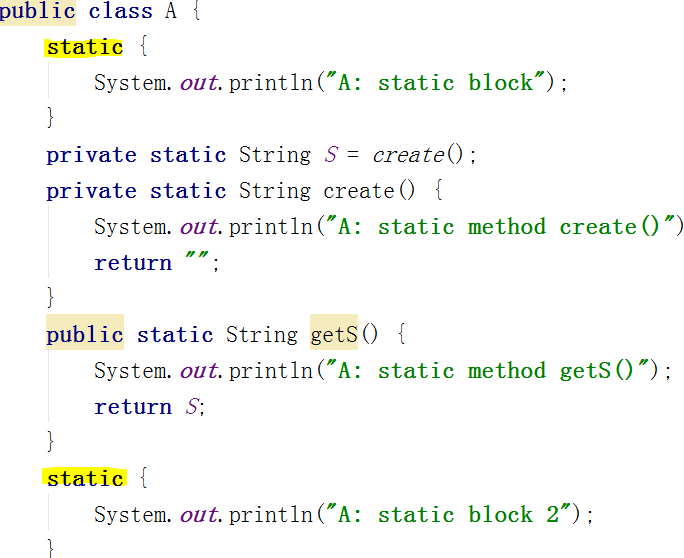 public class A {
static {
System.out.println("A: static block");
}
private static String S = create();
private static String create() {
System.out.println("A: static method create()")
return "";
}
public static String getS() {
System.out.println("A: static method getS()");
return S;
}
static {
System.out.println("A: static block 2");
}